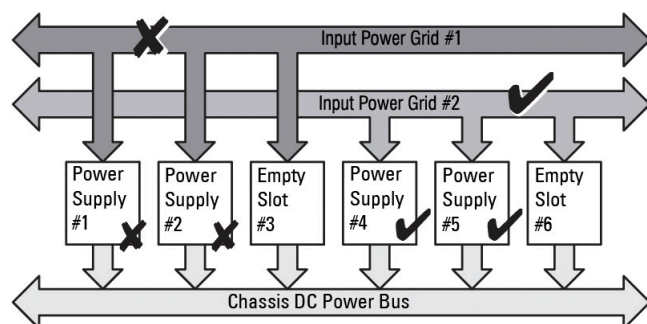 Input Power Grid #1
Input Power Grid #2
Power
Supply
#1
Power
Supply
#2
Empty
Slot
#3
Power
Supply
#4
Power
Supply
#5
Empty
Slot
#6
Chassis DC Power Bus